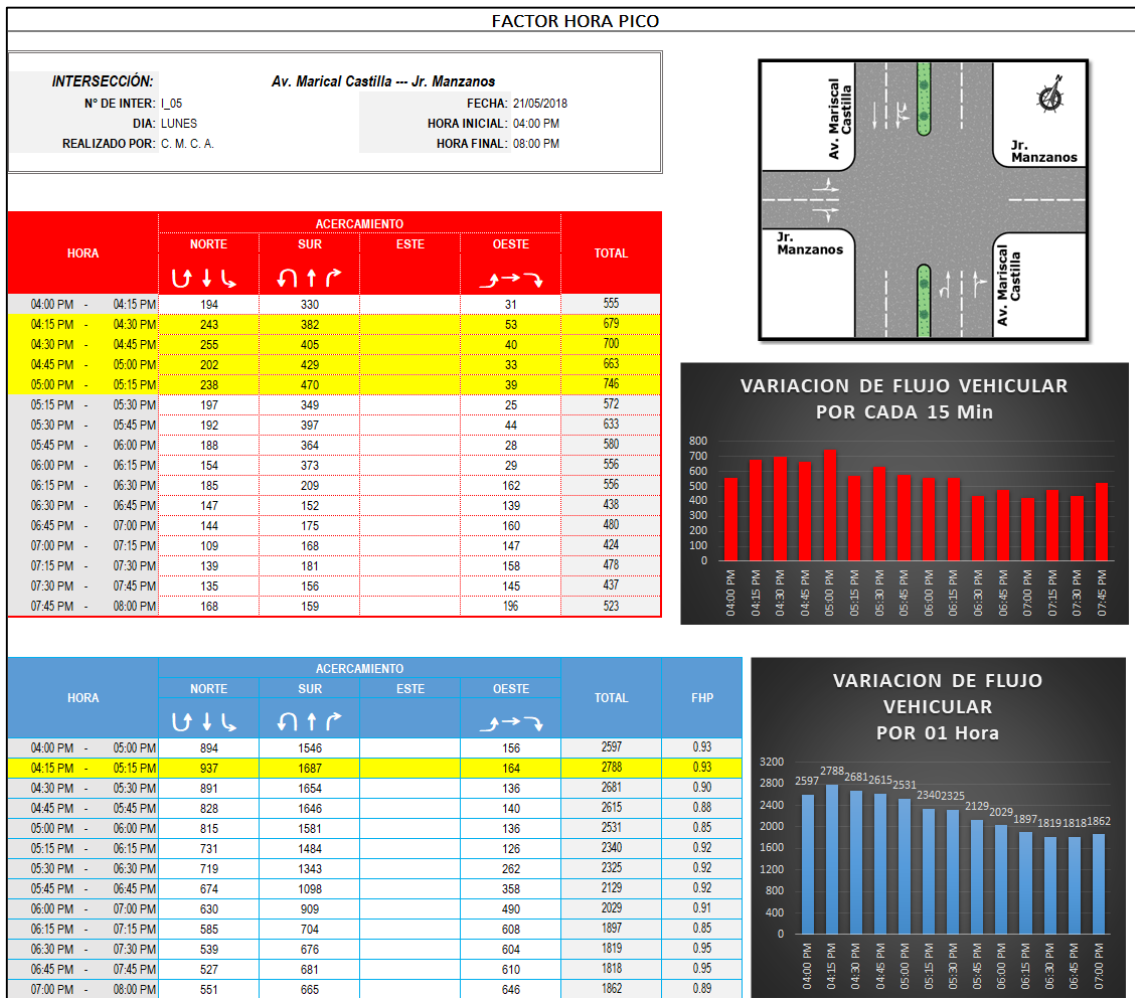 FACTOR HORA PICO
INTERSECCIÓN: Av. Marical Castilla --- Jr. Manzanos
N° DE INTER: I_05 FECHA: 21/05/2018
DIA: LUNES HORA INICIAL: 04:00 PM
REALIZADO POR: C. M. C. A. HORA FINAL: 08:00 PM
Av. Mariscal
Castilla
Jr.
Manzanos
Jr.
Manzanos
Av. Mariscal
Castilla
ACERCAMIENTO
HORA NORTE SUR ESTE OESTE TOTAL
04:00 PM - 04:15 PM 194 330 31 555
04:15 PM - 04:30 PM 243 382 53 679
04:30 PM - 04:45 PM 255 405 40 700
04:45 PM - 05:00 PM 202 429 33 663
05:00 PM - 05:15 PM 238 470 39 746
05:15 PM - 05:30 PM 197 349 25 572
05:30 PM - 05:45 PM 192 397 44 633
05:45 PM - 06:00 PM 188 364 28 580
06:00 PM - 06:15 PM 154 373 29 556
06:15 PM - 06:30 PM 185 209 162 556
06:30 PM - 06:45 PM 147 152 139 438
06:45 PM - 07:00 PM 144 175 160 480
07:00 PM - 07:15 PM 109 168 147 424
07:15 PM - 07:30 PM 139 181 158 478
07:30 PM - 07:45 PM 135 156 145 437
07:45 PM - 08:00 PM 168 159 196 523
VARIACION DE FLUJO VEHICULAR
POR CADA 15 Min
800
700
600
500
400
300
200
100
0
04:00 PM 04:15 PM 04:30 PM 04:45 PM 05:00 PM 05:15 PM 05:30 PM 05:45 PM 06:00 PM 06:15 PM 06:30 PM 06:45 PM 07:00 PM 07:15 PM 07:30 PM 07:45 PM
ACERCAMIENTO
HORA NORTE SUR ESTE OESTE TOTAL FHP
04:00 PM - 05:00 PM 894 1546 156 2597 0.93
04:15 PM - 05:15 PM 937 1687 164 2788 0.93
04:30 PM - 05:30 PM 891 1654 136 2681 0.90
04:45 PM - 05:45 PM 828 1646 140 2615 0.88
05:00 PM - 06:00 PM 815 1581 136 2531 0.85
05:15 PM - 06:15 PM 731 1484 126 2340 0.92
05:30 PM - 06:30 PM 719 1343 262 2325 0.92
05:45 PM - 06:45 PM 674 1098 358 2129 0.92
06:00 PM - 07:00 PM 630 909 490 2029 0.91
06:15 PM - 07:15 PM 585 704 608 1897 0.85
06:30 PM - 07:30 PM 539 676 604 1819 0.95
06:45 PM - 07:45 PM 527 681 610 1818 0.95
07:00 PM - 08:00 PM 551 665 646 1862 0.89
VARIACION DE FLUJO
VEHICULAR
POR 01 Hora
3200
2800
2400
2000
1600
1200
800
400
0
2597 2788 2681 2615 2531 2340 2325 2129 2029 1897 1819 1818 1862
04:00 PM 04:15 PM 04:30 PM 04:45 PM 05:00 PM 05:15 PM 05:30 PM 05:45 PM 06:00 PM 06:15 PM 06:30 PM 06:45 PM 07:00 PM